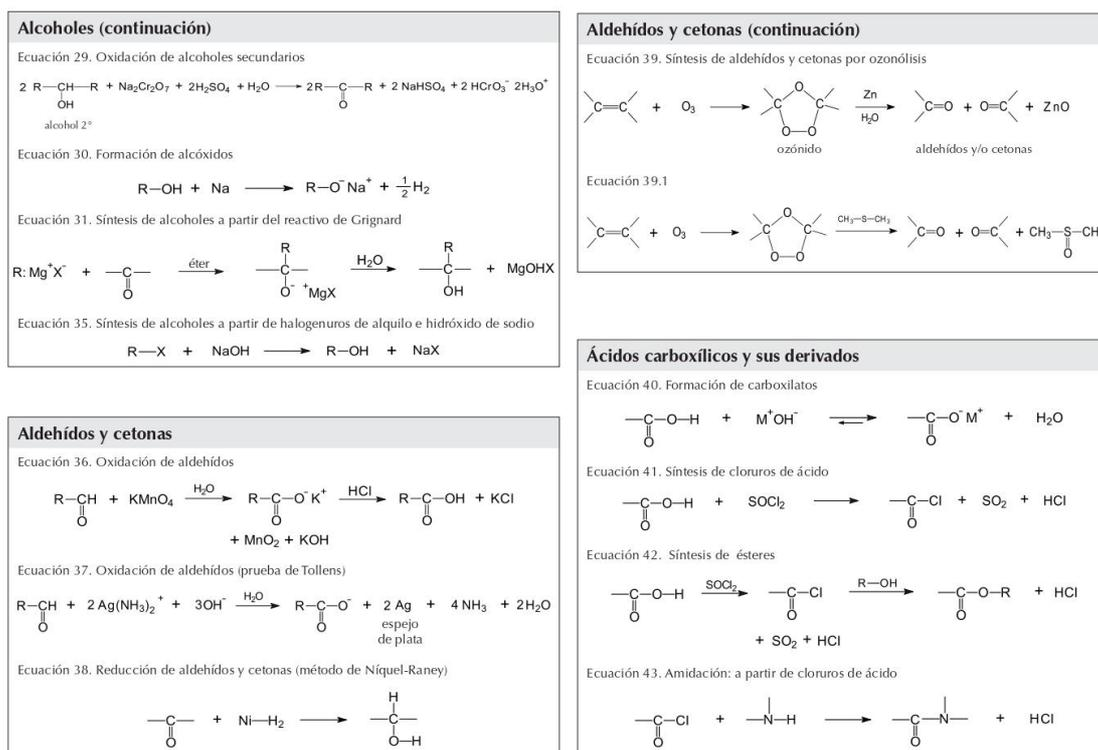 Alcoholes (continuación)
Ecuación 29. Oxidación de alcoholes secundarios
2 R—CH—R + Na₂Cr₂O₇ + 2H₂SO₄ + H₂O ⟶ 2R—C—R + 2 NaHSO₄ + 2 HCrO₃⁻ 2H₃O⁺
OH O
alcohol 2°
Ecuación 30. Formación de alcóxidos
R—OH + Na ⟶ R—O⁻Na⁺ + 1/2 H₂
Ecuación 31. Síntesis de alcoholes a partir del reactivo de Grignard
R R
R: Mg⁺X⁻ + —C— éter ⟶ —C— H₂O ⟶ —C— + MgOHX
O O⁻ ⁺MgX OH
Ecuación 35. Síntesis de alcoholes a partir de halogenuros de alquilo e hidróxido de sodio
R—X + NaOH ⟶ R—OH + NaX
Aldehídos y cetonas
Ecuación 36. Oxidación de aldehídos
R—CH + KMnO₄ H₂O ⟶ R—C—O⁻K⁺ HCl ⟶ R—C—OH + KCl
O O O
+ MnO₂ + KOH
Ecuación 37. Oxidación de aldehídos (prueba de Tollens)
R—CH + 2 Ag(NH₃)₂⁺ + 3OH⁻ H₂O ⟶ R—C—O⁻ + 2 Ag + 4 NH₃ + 2H₂O
O O espejo
de plata
Ecuación 38. Reducción de aldehídos y cetonas (método de Níquel-Raney)
H
—C— + Ni—H₂ ⟶ —C—
O O—H
Aldehídos y cetonas (continuación)
Ecuación 39. Síntesis de aldehídos y cetonas por ozonólisis
O
C=C + O₃ ⟶ C C Zn H₂O ⟶ C=O + O=C + ZnO
O—O
ozónido aldehídos y/o cetonas
Ecuación 39.1
O
C=C + O₃ ⟶ C C CH₃—S—CH₃ ⟶ C=O + O=C + CH₃—S—CH
O—O O
Ácidos carboxílicos y sus derivados
Ecuación 40. Formación de carboxilatos
—C—O—H + M⁺OH⁻ ⇌ —C—O⁻M⁺ + H₂O
O O
Ecuación 41. Síntesis de cloruros de ácido
—C—O—H + SOCl₂ ⟶ —C—Cl + SO₂ + HCl
O O
Ecuación 42. Síntesis de ésteres
—C—O—H SOCl₂ ⟶ —C—Cl R—OH ⟶ —C—O—R + HCl
O O O
+ SO₂ + HCl
Ecuación 43. Amidación: a partir de cloruros de ácido
—C—Cl + —N—H ⟶ —C—N— + HCl
O O